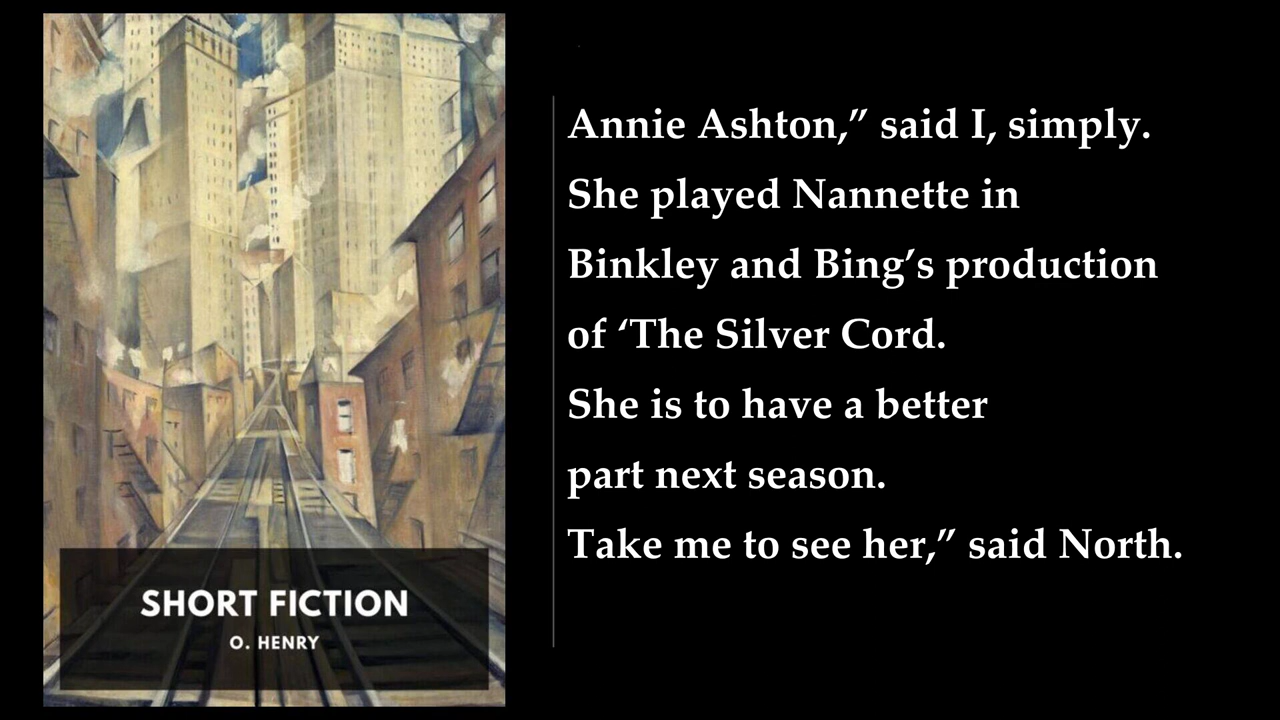 SHORT FICTION
O. HENRY
Annie Ashton,” said I, simply.
She played Nannette in
Binkley and Bing’s production
of ‘The Silver Cord.
She is to have a better
part next season.
Take me to see her,” said North.